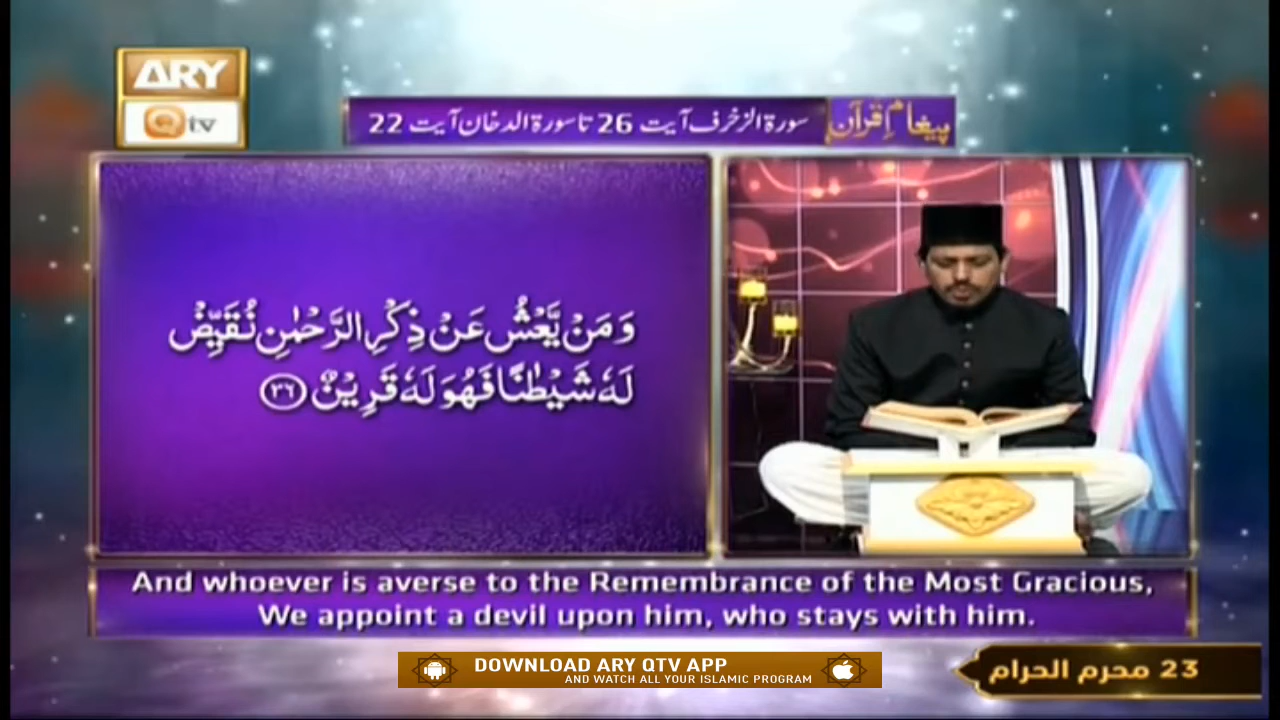 ARY
Qtv
پیغامِ قرآن
سورۃ الزخرف آیت 26 تا سورۃ الدخان آیت 22
وَمَنۡ يَّعۡشُ عَنۡ ذِكۡرِ الرَّحۡمٰنِ نُقَيِّضۡ
لَهٗ شَيۡطٰنًا فَهُوَ لَهٗ قَرِيۡنٌ ۝۳۶
And whoever is averse to the Remembrance of the Most Gracious,
We appoint a devil upon him, who stays with him.
DOWNLOAD ARY QTV APP
AND WATCH ALL YOUR ISLAMIC PROGRAM
23 محرم الحرام